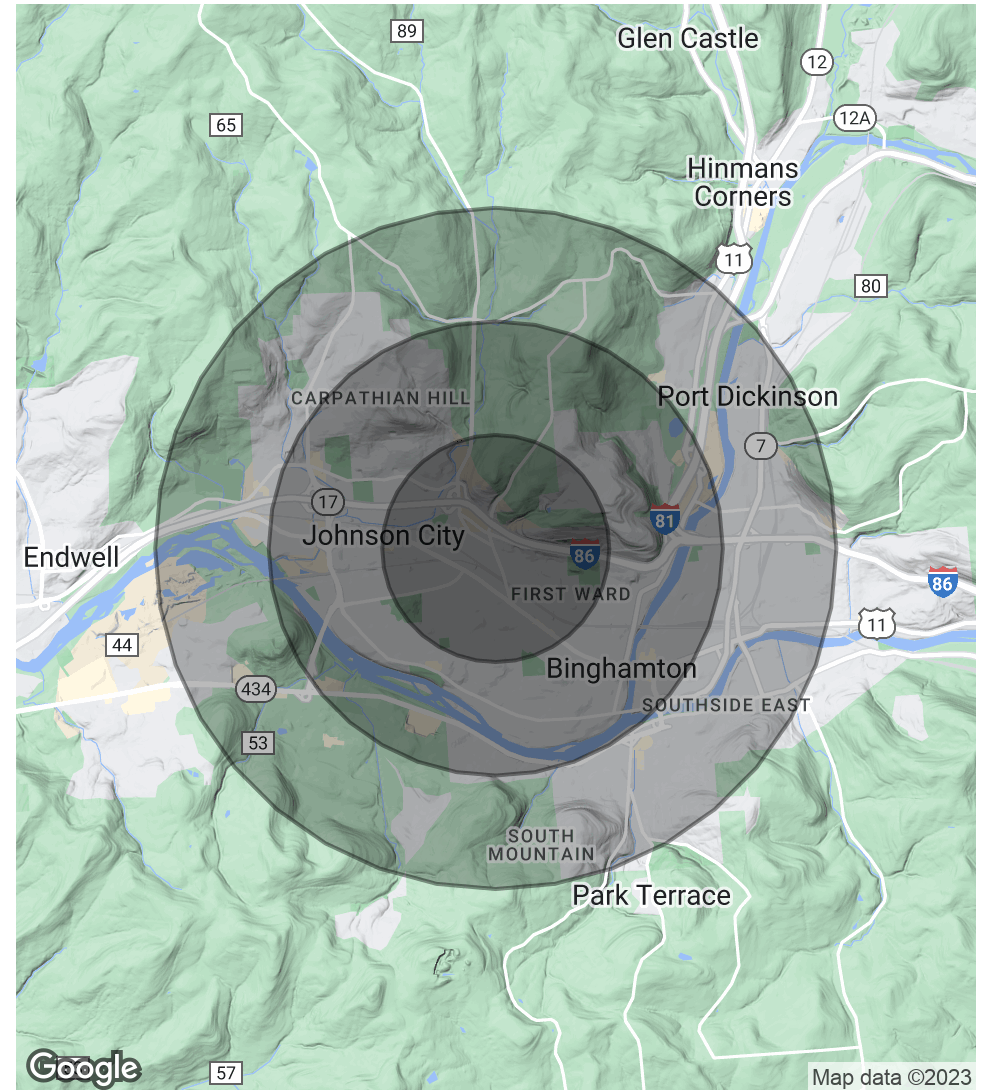 89
Glen Castle
12
12A
65
Hinmans
Corners
11
80
CARPATHIAN HILL
Port Dickinson
7
17
81
Johnson City
86
Endwell
86
FIRST WARD
11
44
Binghamton
434
SOUTHSIDE EAST
53
SOUTH
MOUNTAIN
Park Terrace
Google
57
Map data ©2023